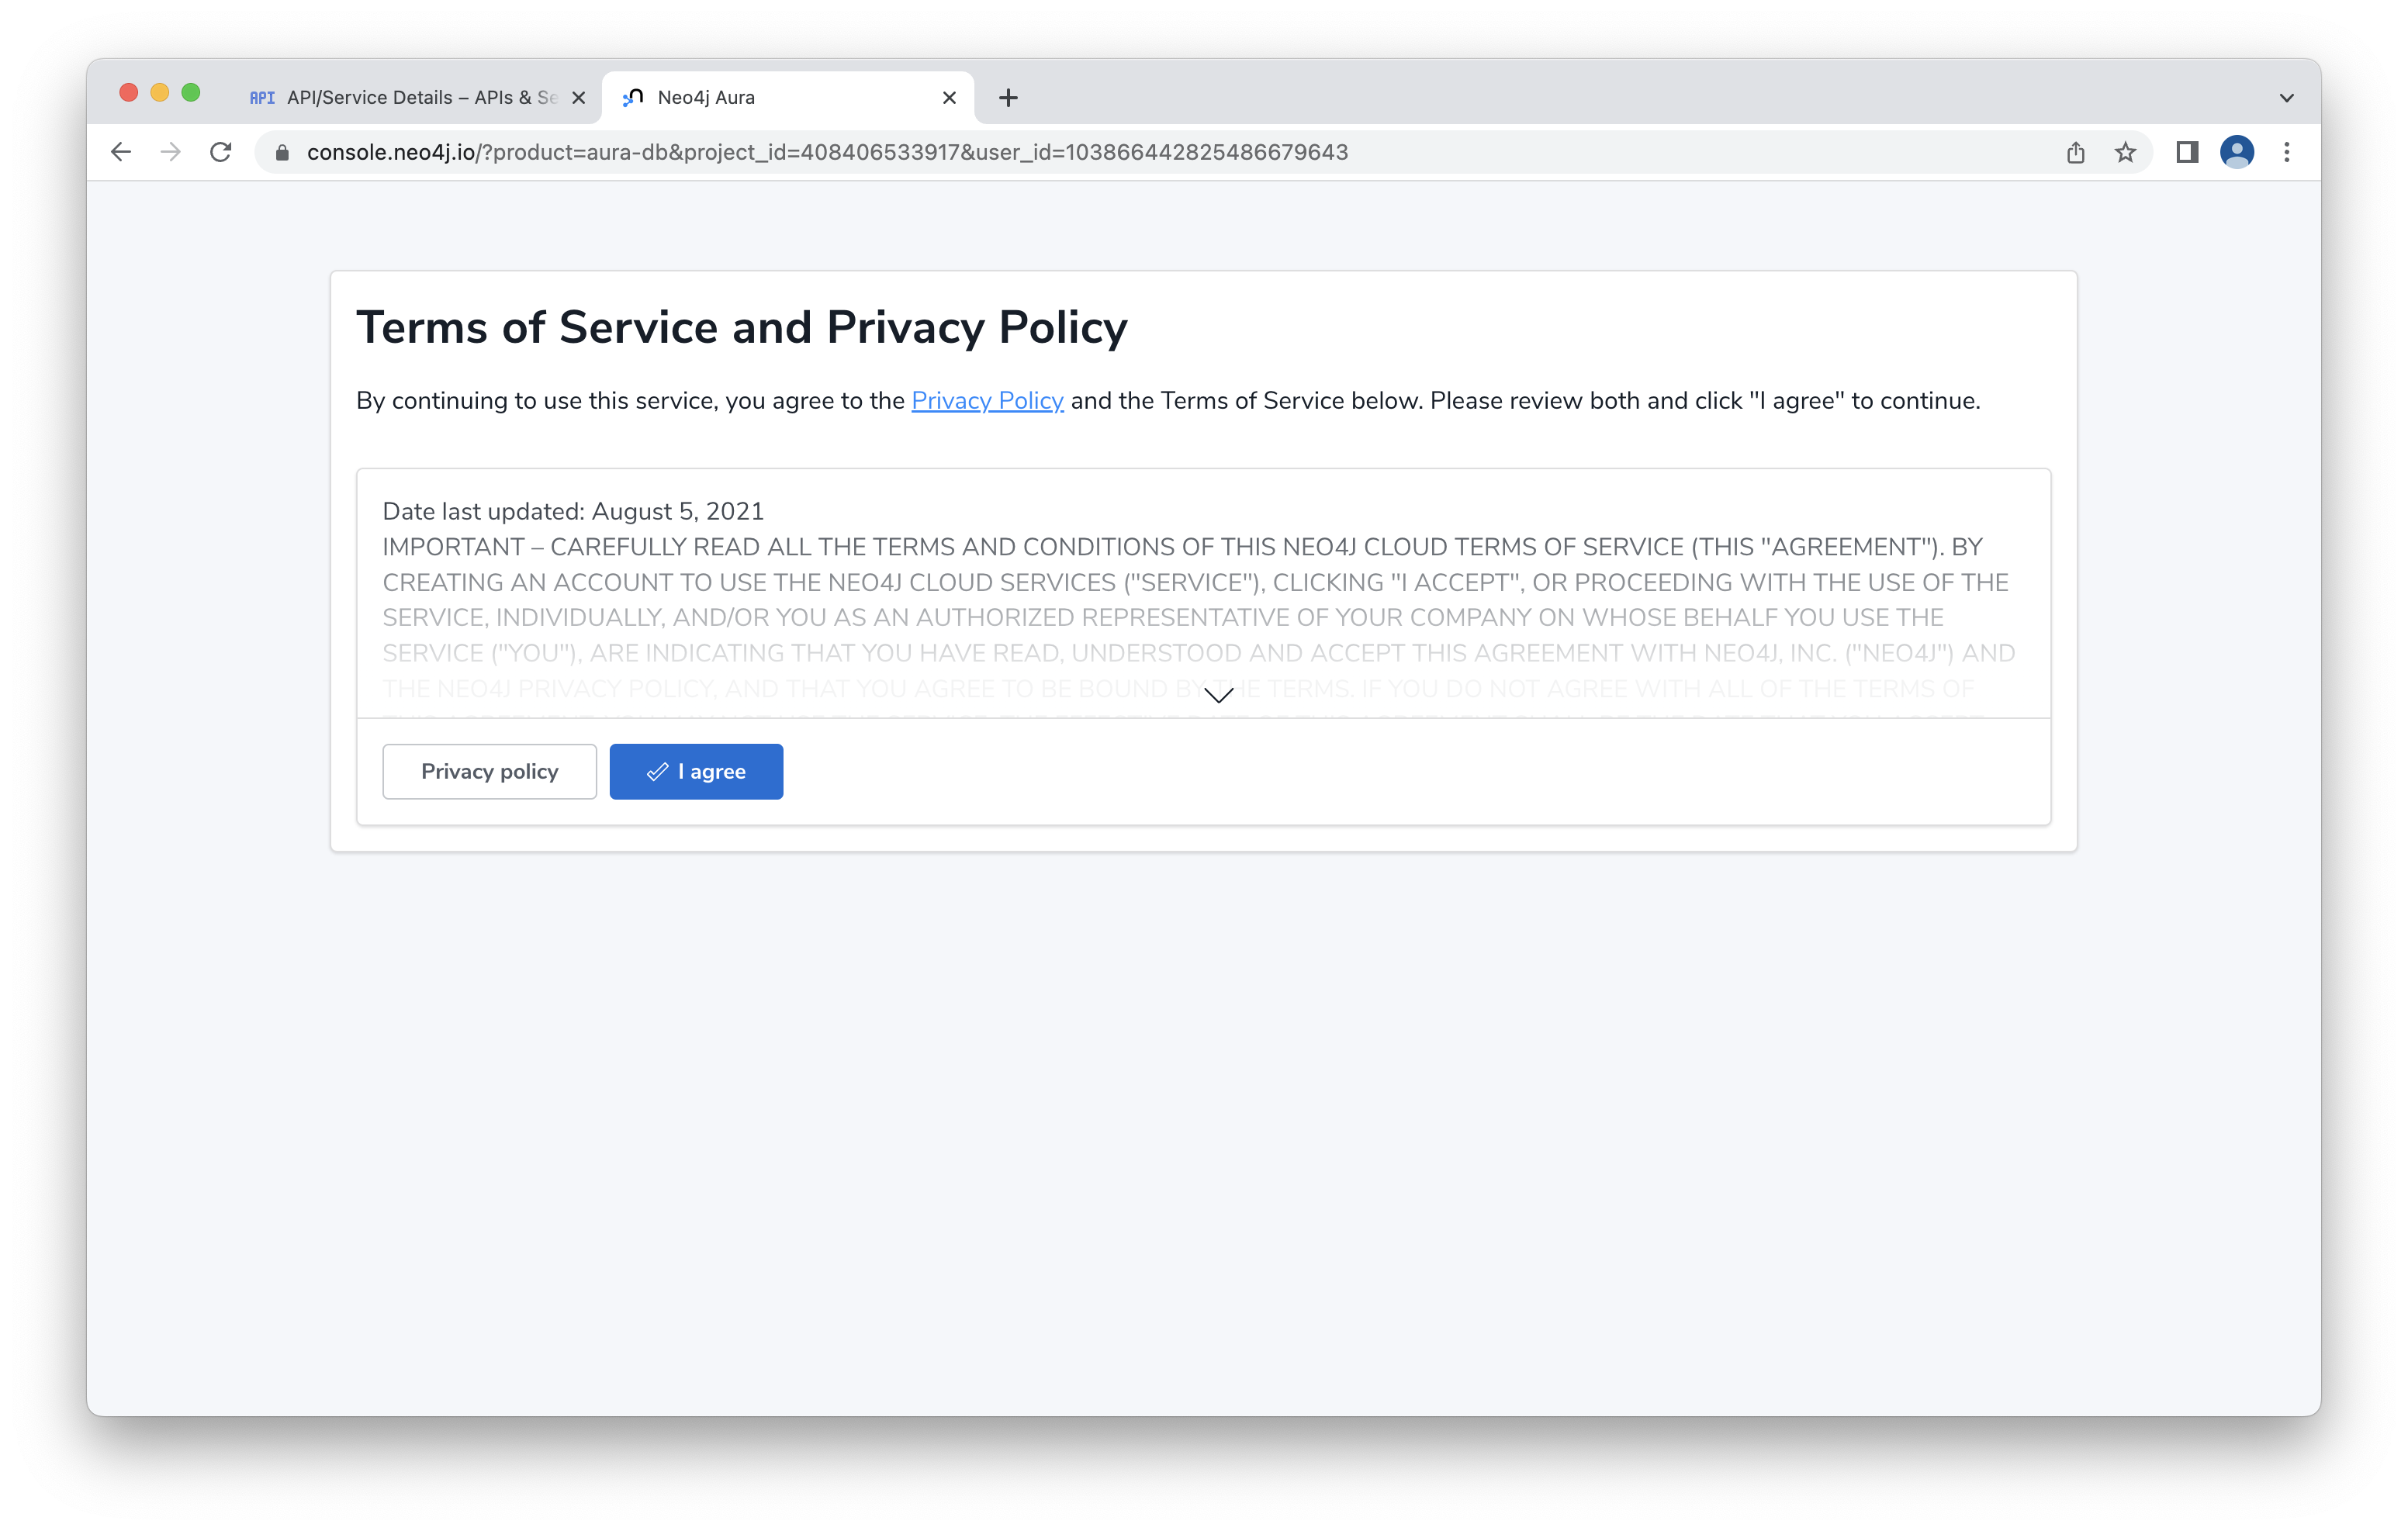 API API/Service Details – APIs & Se
Neo4j Aura
console.neo4j.io/?product=aura-db&project_id=408406533917&user_id=103866442825486679643
Terms of Service and Privacy Policy
By continuing to use this service, you agree to the Privacy Policy and the Terms of Service below. Please review both and click "I agree" to continue.
Date last updated: August 5, 2021
IMPORTANT – CAREFULLY READ ALL THE TERMS AND CONDITIONS OF THIS NEO4J CLOUD TERMS OF SERVICE (THIS "AGREEMENT"). BY
CREATING AN ACCOUNT TO USE THE NEO4J CLOUD SERVICES ("SERVICE"), CLICKING "I ACCEPT", OR PROCEEDING WITH THE USE OF THE
SERVICE, INDIVIDUALLY, AND/OR YOU AS AN AUTHORIZED REPRESENTATIVE OF YOUR COMPANY ON WHOSE BEHALF YOU USE THE
SERVICE ("YOU"), ARE INDICATING THAT YOU HAVE READ, UNDERSTOOD AND ACCEPT THIS AGREEMENT WITH NEO4J, INC. ("NEO4J") AND
THE NEO4J PRIVACY POLICY, AND THAT YOU AGREE TO BE BOUND BY THE TERMS. IF YOU DO NOT AGREE WITH ALL OF THE TERMS OF
Privacy policy
I agree